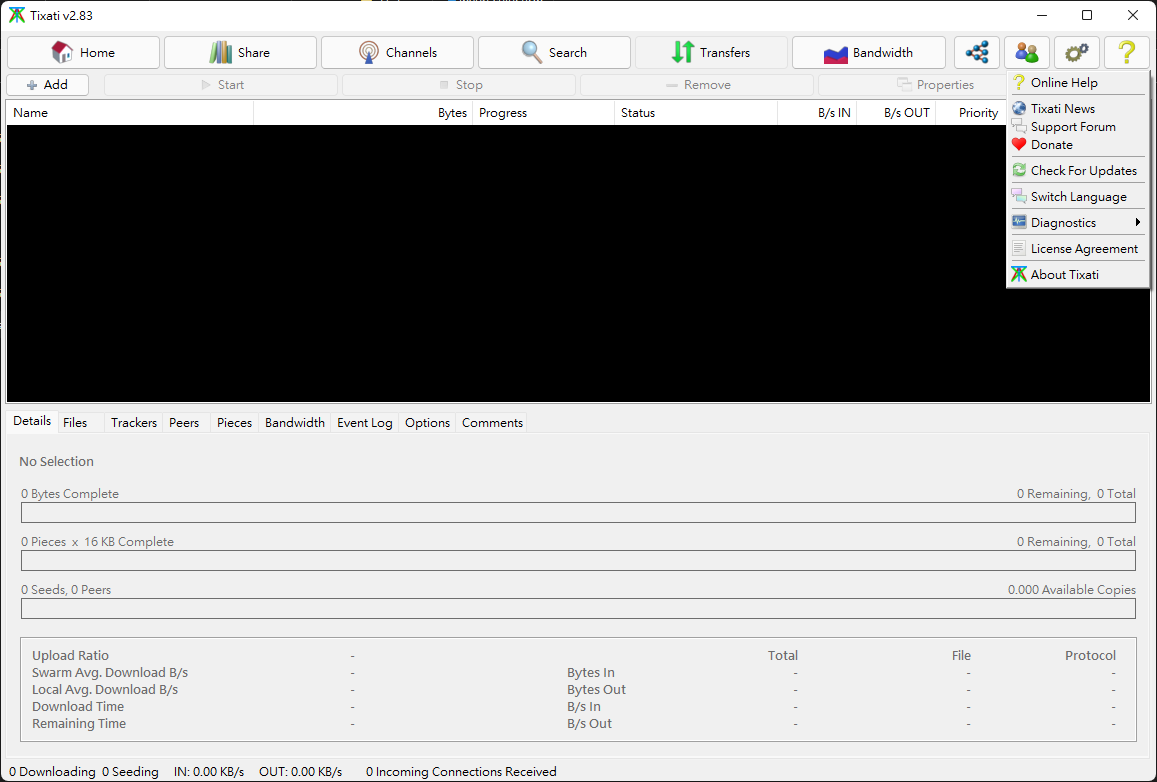 Tixati v2.83
Home Share Channels Search Transfers Bandwidth ?
Add Start Stop Remove Properties
Name Bytes Progress Status B/s IN B/s OUT Priority
? Online Help
Tixati News
Support Forum
Donate
Check For Updates
Switch Language
Diagnostics
License Agreement
About Tixati
Details Files Trackers Peers Pieces Bandwidth Event Log Options Comments
No Selection
0 Bytes Complete 0 Remaining, 0 Total
0 Pieces x 16 KB Complete 0 Remaining, 0 Total
0 Seeds, 0 Peers 0.000 Available Copies
Upload Ratio - Total File Protocol
Swarm Avg. Download B/s - Bytes In - - -
Local Avg. Download B/s - Bytes Out - - -
Download Time - B/s In - - -
Remaining Time - B/s Out - - -
0 Downloading 0 Seeding IN: 0.00 KB/s OUT: 0.00 KB/s 0 Incoming Connections Received